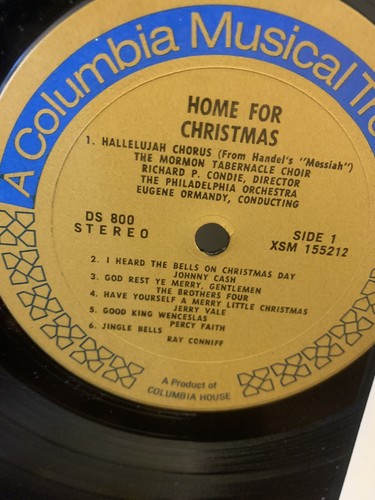 A Columbia Musical Tre
HOME FOR
CHRISTMAS
1. HALLELUJAH CHORUS (From Handel's "Messiah")
THE MORMON TABERNACLE CHOIR
RICHARD P. CONDIE, DIRECTOR
THE PHILADELPHIA ORCHESTRA
EUGENE ORMANDY, CONDUCTING
DS 800
STEREO
SIDE 1
XSM 155212
2. I HEARD THE BELLS ON CHRISTMAS DAY
JOHNNY CASH
3. GOD REST YE MERRY, GENTLEMEN
THE BROTHERS FOUR
4. HAVE YOURSELF A MERRY LITTLE CHRISTMAS
JERRY VALE
5. GOOD KING WENCESLAS
PERCY FAITH
6. JINGLE BELLS
RAY CONNIFF
A Product of
COLUMBIA HOUSE